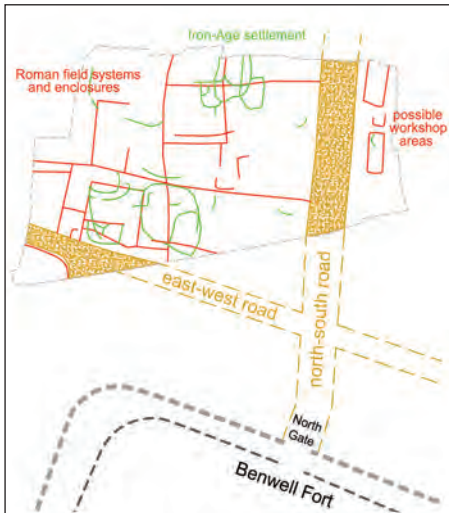 Iron-Age settlement
Roman field systems
and enclosures
possible
workshop
areas
east-west road
north-south road
North
Gate
Benwell Fort